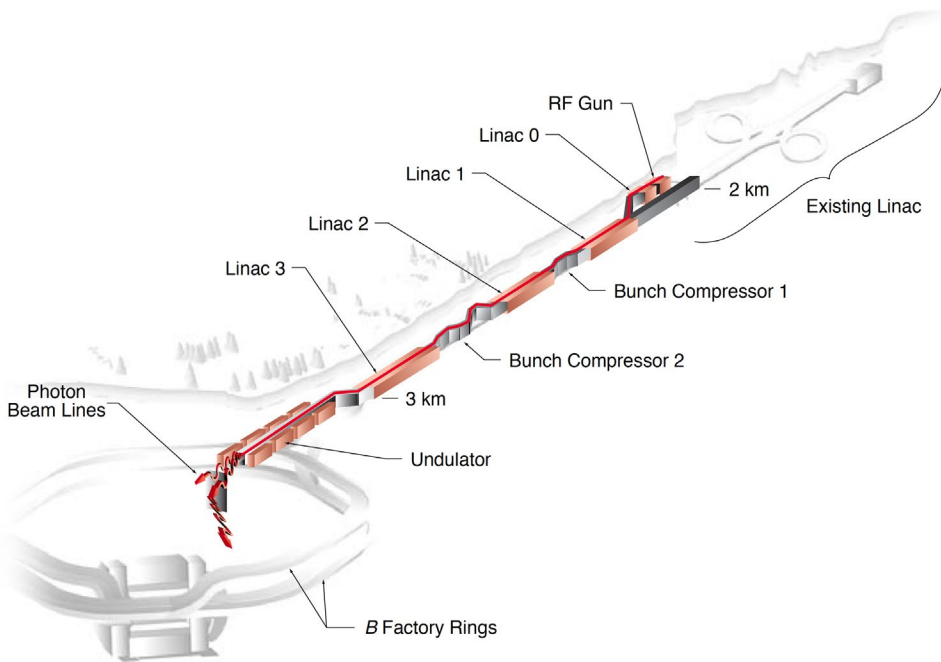 RF Gun
Linac 0
Linac 1
2 km
Existing Linac
Linac 2
Linac 3
Bunch Compressor 1
Bunch Compressor 2
Photon
Beam Lines
3 km
Undulator
B Factory Rings